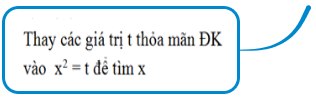 Thay các giá trị t thỏa mãn ĐK
vào x² = t để tìm x